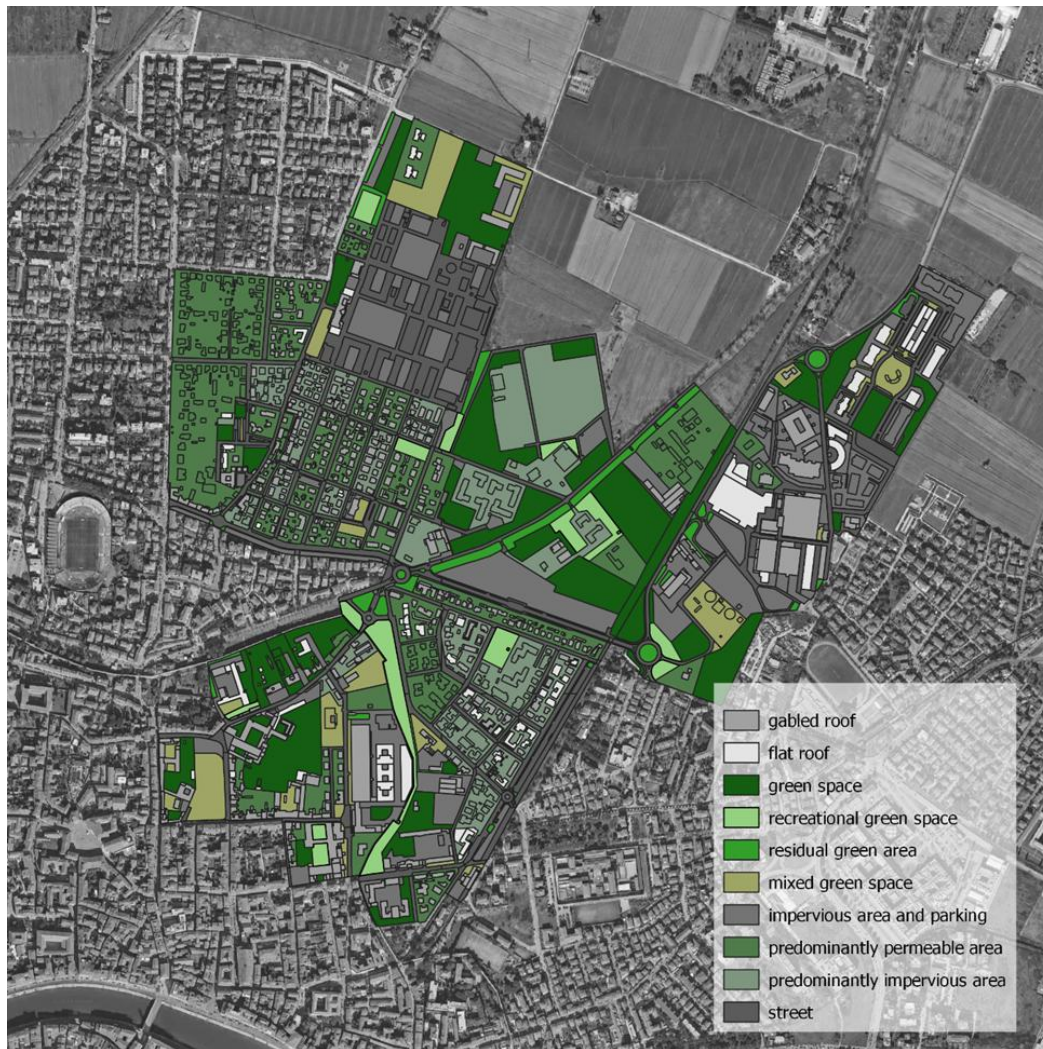 gabled roof
flat roof
green space
recreational green space
residual green area
mixed green space
impervious area and parking
predominantly permeable area
predominantly impervious area
street